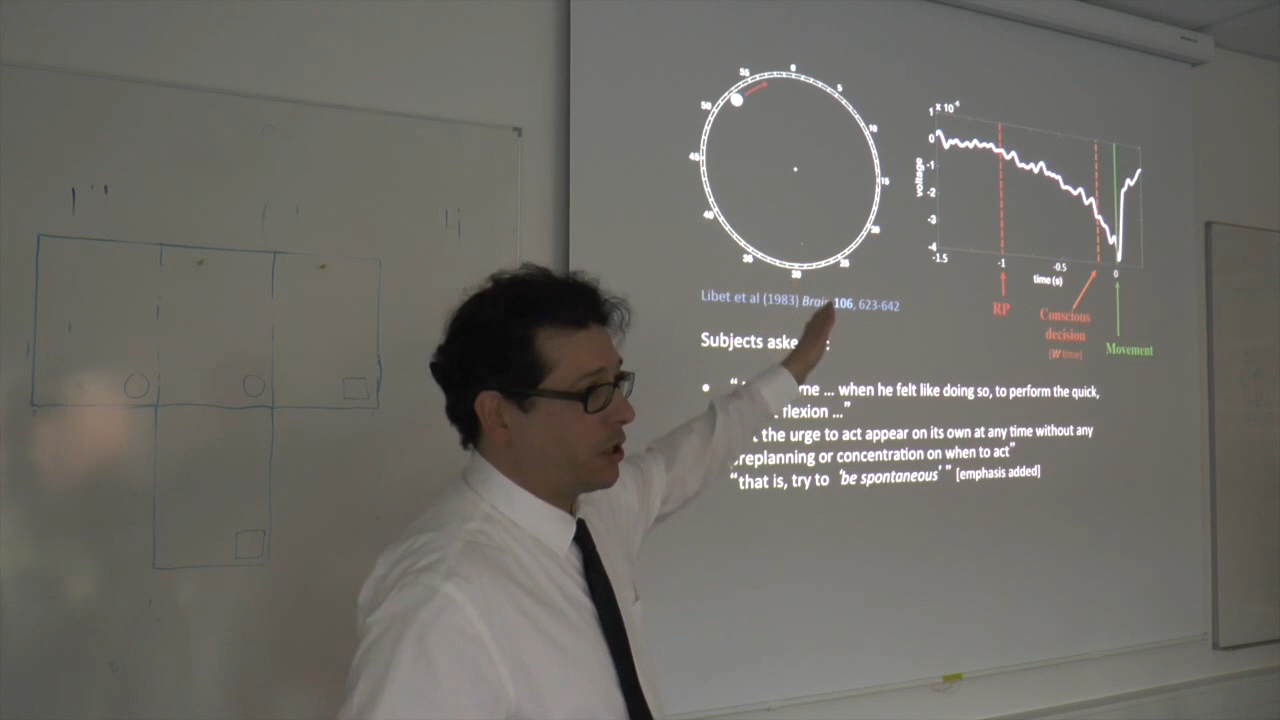 55
0
5
50
10
45
15
40
20
35
30
25
1 x 10
0
-1
-2
-3
-4
voltage
-1.5
-1
-0.5
0
time (s)
RP
Conscious
decision
[W time]
Movement
Libet et al (1983) Brain 106, 623-642
Subjects aske :
" me ... when he felt like doing so, to perform the quick,
rlexion ..."
the urge to act appear on its own at any time without any
preplanning or concentration on when to act"
"that is, try to 'be spontaneous' " [emphasis added]